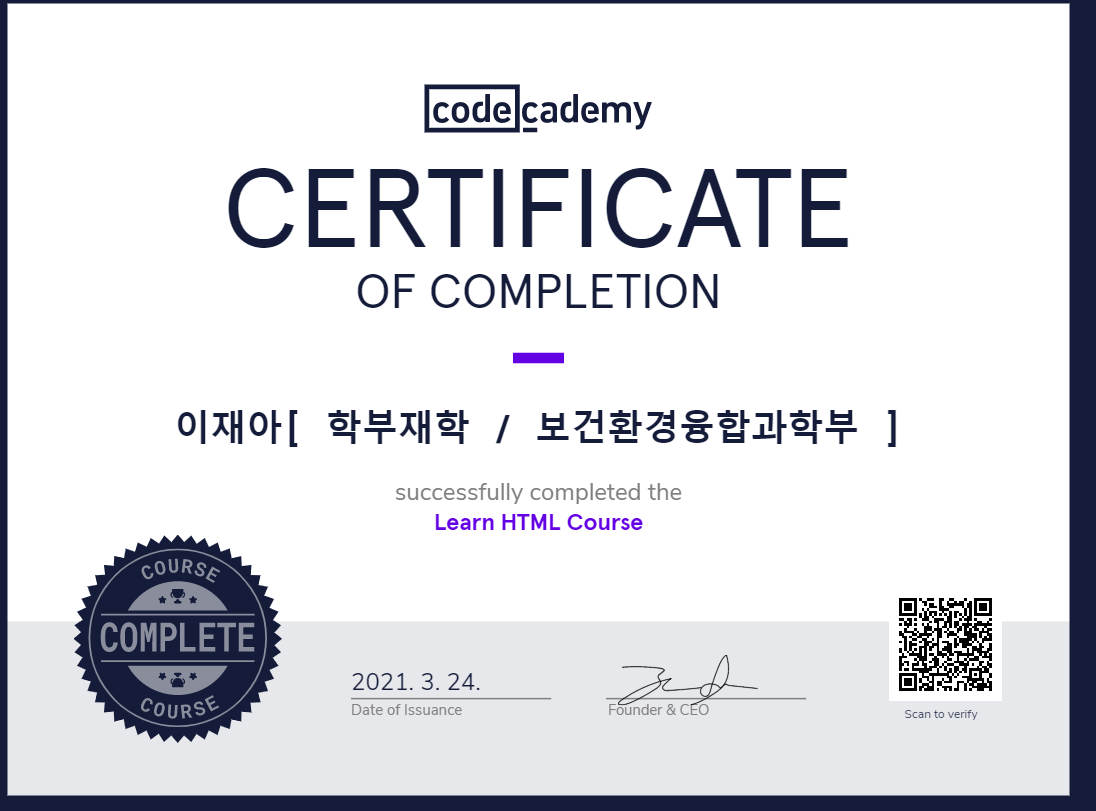 codecademy
CERTIFICATE
OF COMPLETION
이재아[ 학부재학 / 보건환경융합과학부 ]
successfully completed the
Learn HTML Course
COURSE
COMPLETE
COURSE
2021. 3. 24.
Date of Issuance
Founder & CEO
Scan to verify